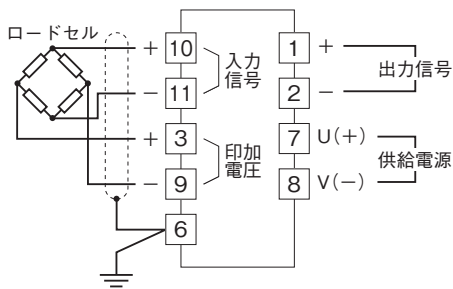 ロードセル
+ 10 入力 1 +
信号 出力信号
− 11 2 −
+ 3 7 U(+)
印加 供給電源
電圧
− 9 8 V(−)
6